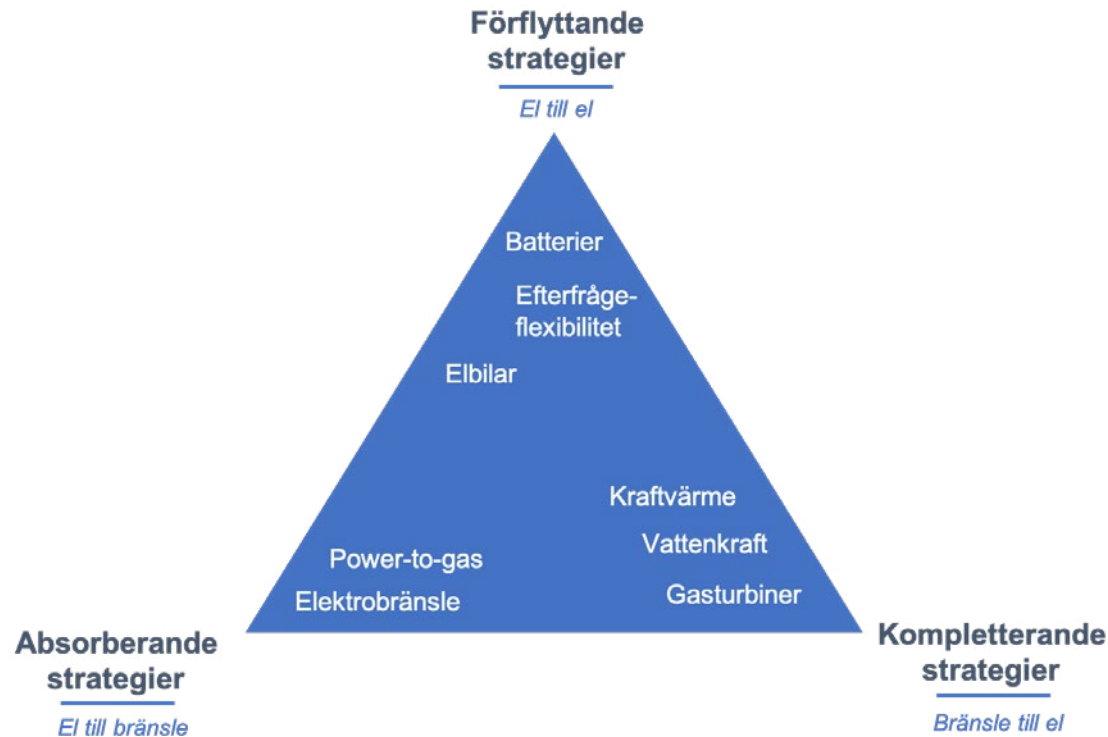 Förflyttande
strategier
El till el
Batterier
Efterfråge-
flexibilitet
Elbilar
Kraftvärme
Vattenkraft
Power-to-gas
Gasturbiner
Elektrobränsle
Absorberande
strategier
El till bränsle
Kompletterande
strategier
Bränsle till el